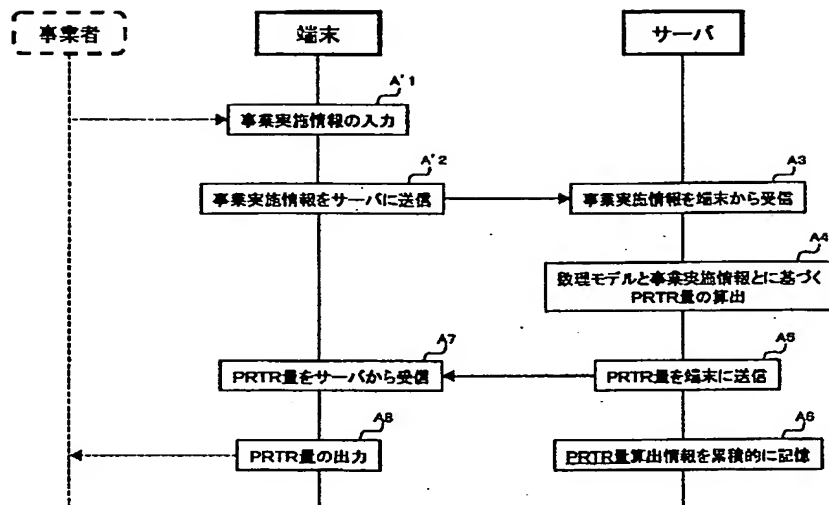 事業者
端末
サーバ
A'1
事業実施情報の入力
A'2
事業実施情報をサーバに送信
A3
事業実施情報を端末から受信
A4
数理モデルと事業実施情報とに基づく
PRTR量の算出
A7
PRTR量をサーバから受信
A5
PRTR量を端末に送信
A8
PRTR量の出力
A6
PRTR量算出情報を累積的に記憶